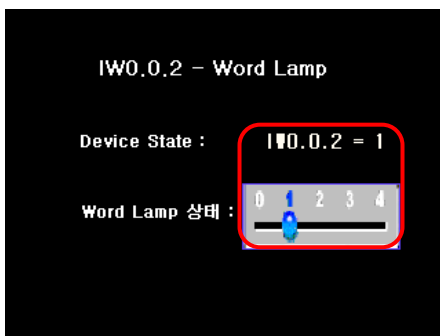 IW0.0.2 - Word Lamp
Device State : IW0.0.2 = 1
0 1 2 3 4
Word Lamp 상태 :